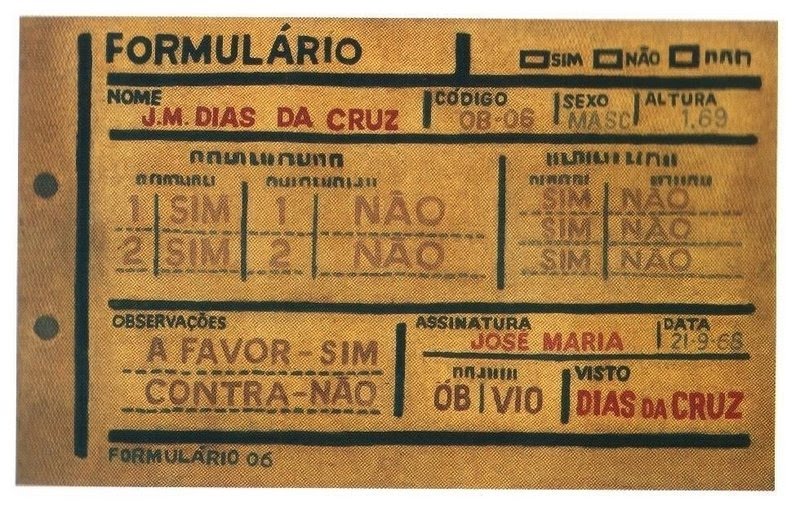 FORMULÁRIO SIM NÃO
NOME CÓDIGO SEXO ALTURA
J.M. DIAS DA CRUZ OB-06 MASC 1.69
1 SIM 1 NÃO SIM NÃO
2 SIM 2 NÃO SIM NÃO
SIM NÃO
OBSERVAÇÕES ASSINATURA DATA
A FAVOR-SIM JOSÉ MARIA 21-9-68
CONTRA-NÃO ÓB|VIO VISTO
DIAS DA CRUZ
FORMULÁRIO 06